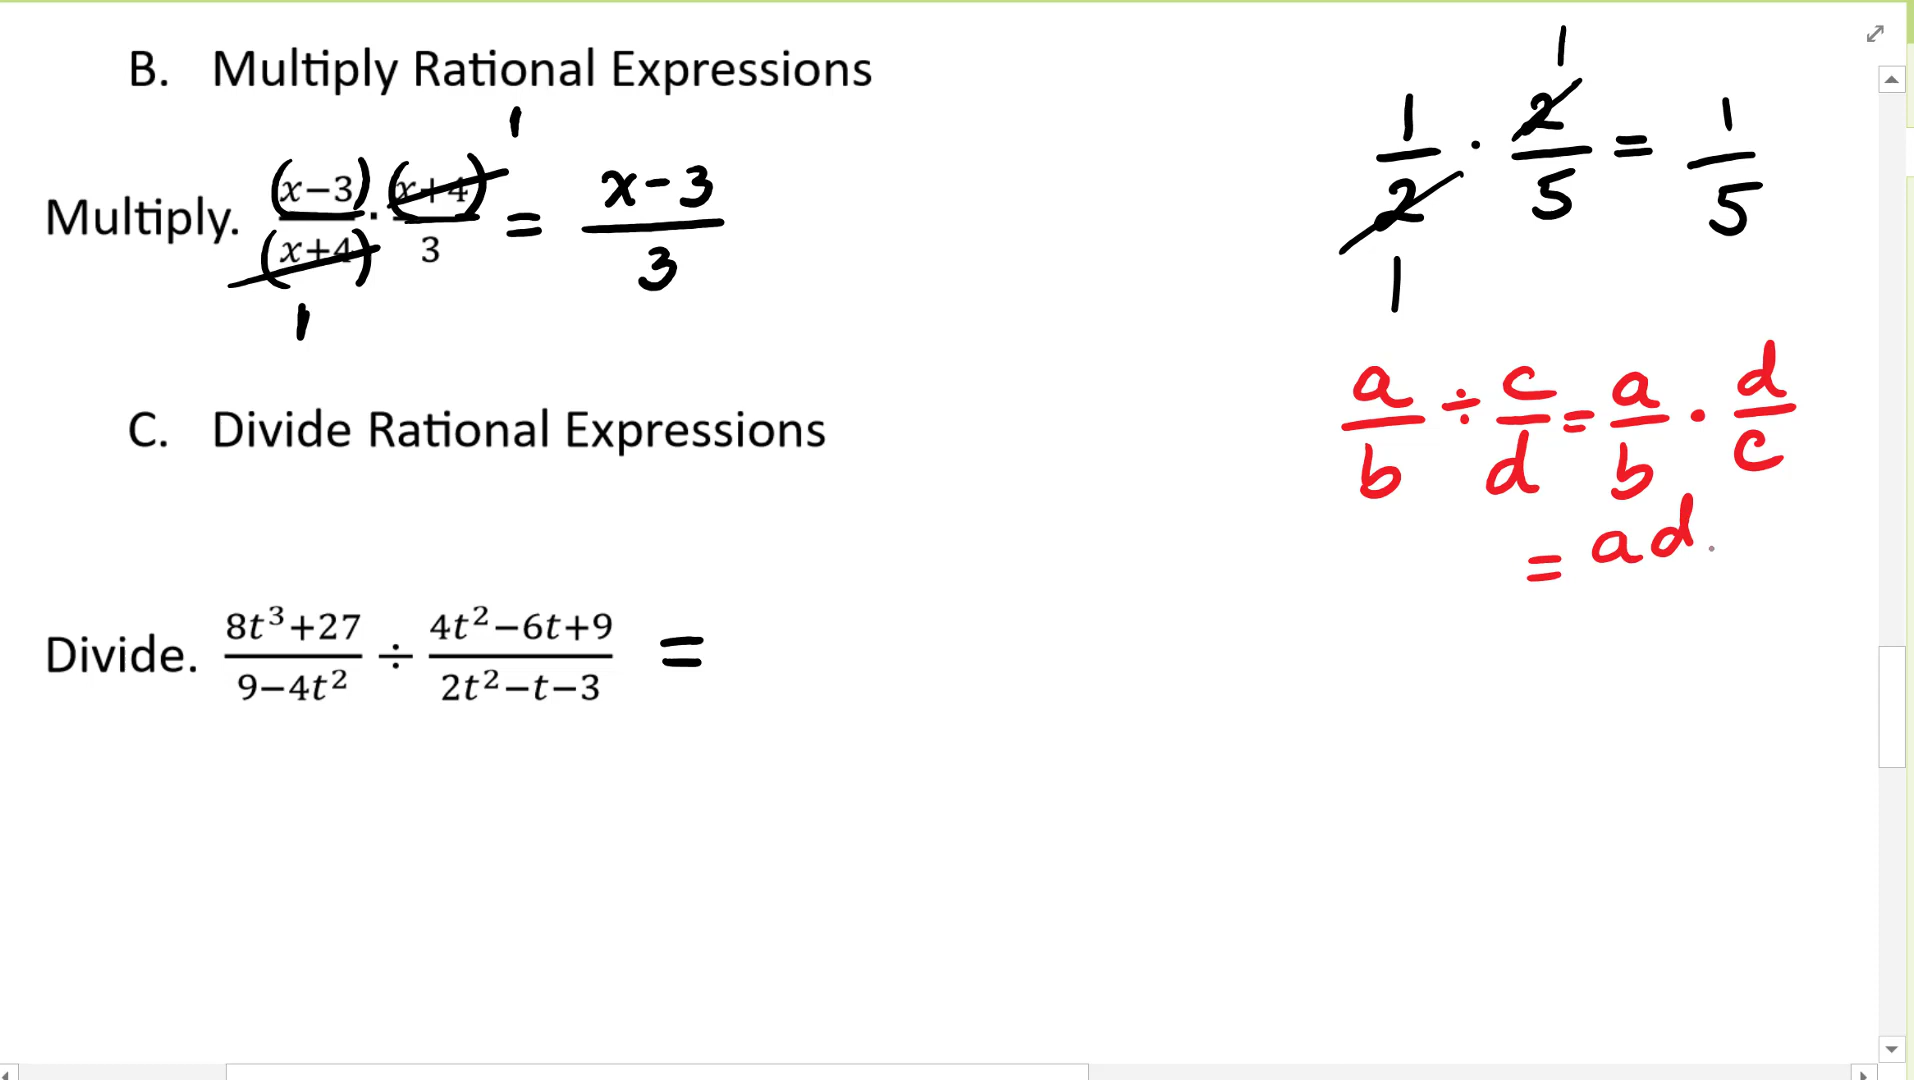 B. Multiply Rational Expressions
Multiply. (x−3)/(x+4) · (x+4)/3 = x-3/3
1
1
1/2 · 2/5 = 1/5
1
1
C. Divide Rational Expressions
a/b ÷ c/d = a/b · d/c
= ad
Divide. 8t³+27/9−4t² ÷ 4t²−6t+9/2t²−t−3 =